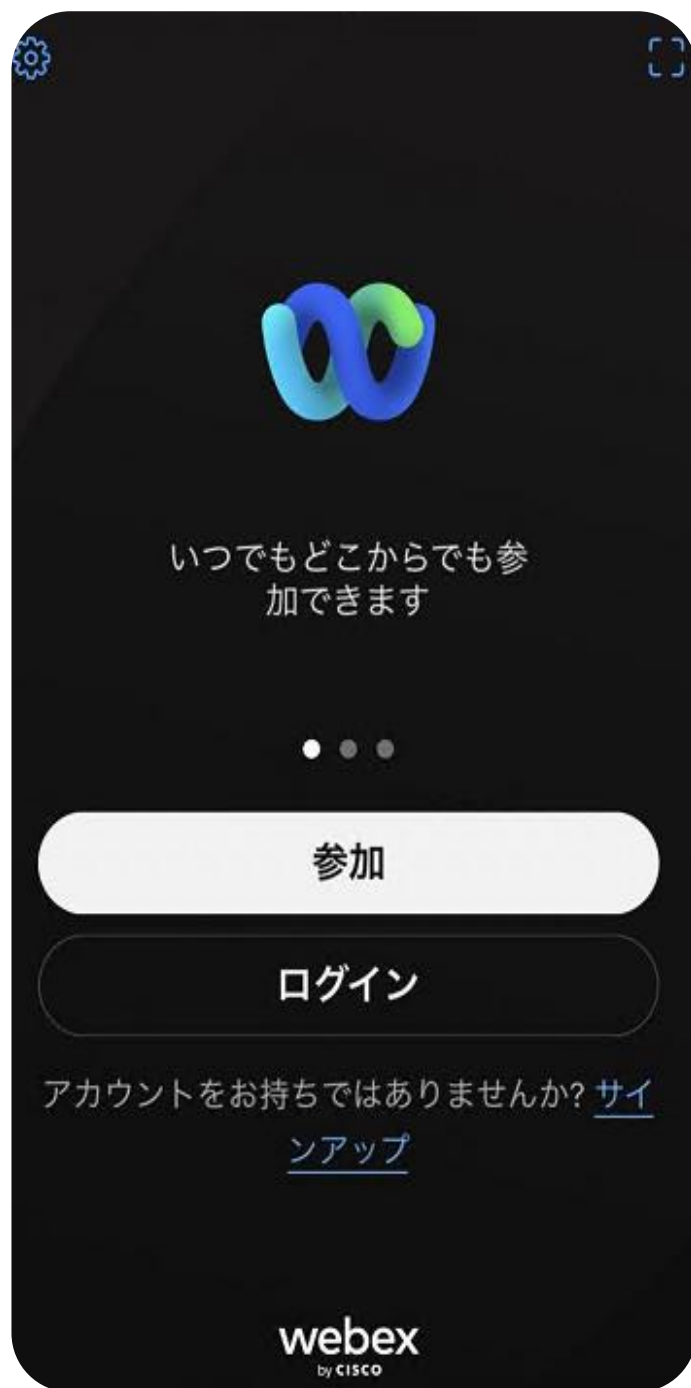 いつでもどこからでも参
加できます
参加
ログイン
アカウントをお持ちではありませんか? サイ
ンアップ
webex
by CISCO